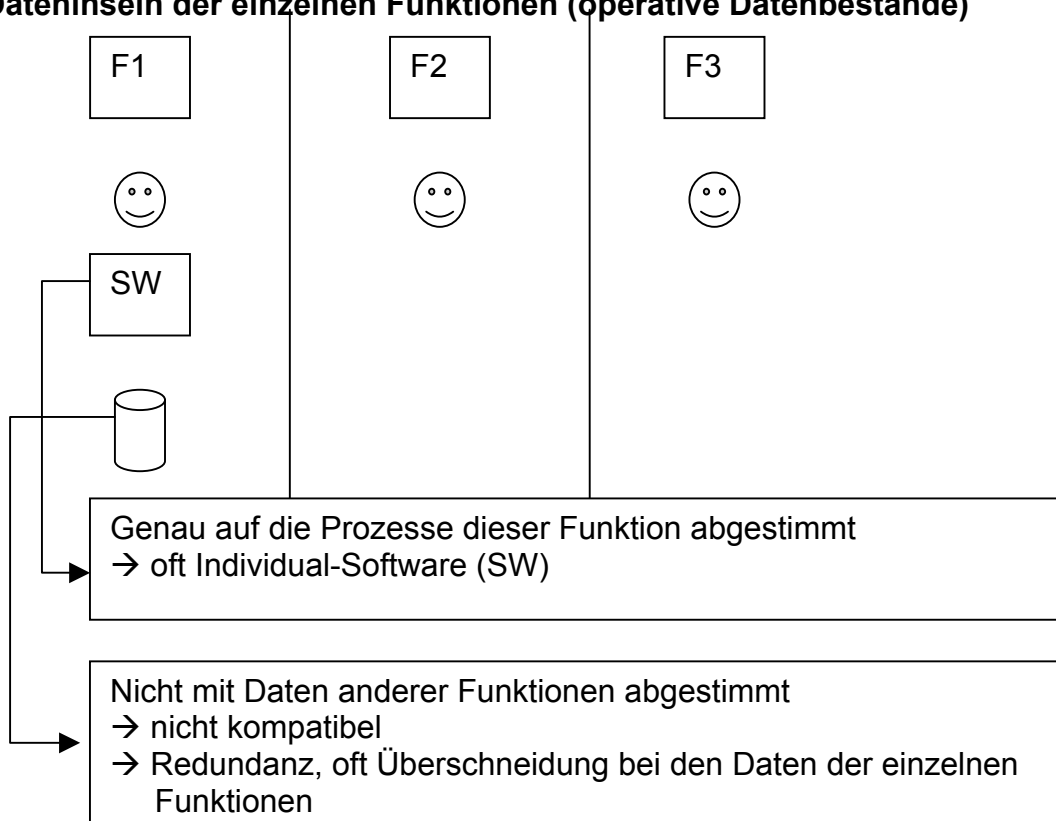 Dateninseln der einzelnen Funktionen (operative Datenbestände)
F1 F2 F3
SW
Genau auf die Prozesse dieser Funktion abgestimmt
→ oft Individual-Software (SW)
Nicht mit Daten anderer Funktionen abgestimmt
→ nicht kompatibel
→ Redundanz, oft Überschneidung bei den Daten der einzelnen
Funktionen